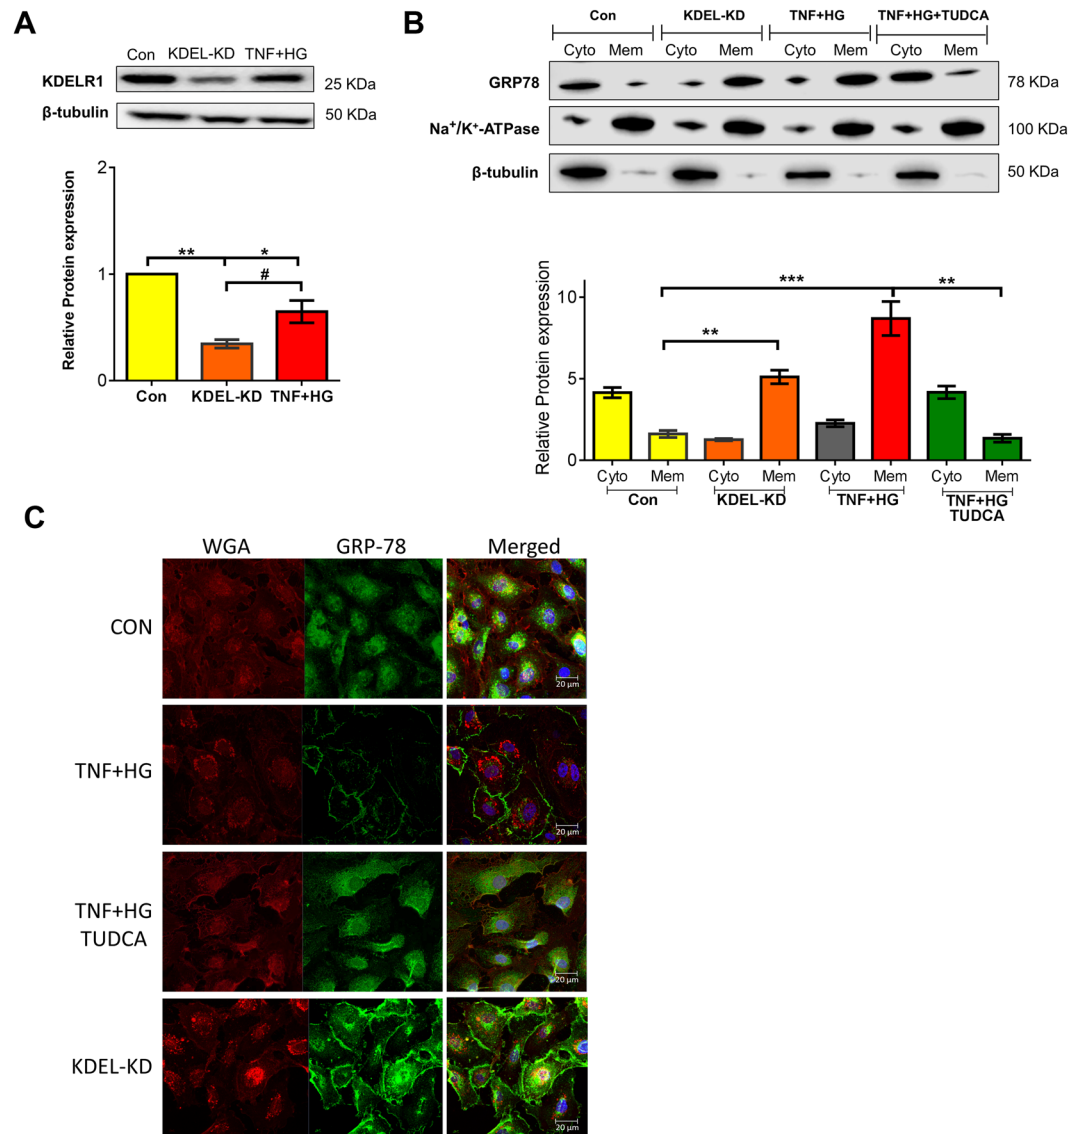 A
Con KDEL-KD TNF+HG
KDELR1
25 KDa
β-tubulin
50 KDa
Relative Protein expression
2
1
0
** *
#
Con KDEL-KD TNF+HG
B
Con KDEL-KD TNF+HG TNF+HG+TUDCA
Cyto Mem Cyto Mem Cyto Mem Cyto Mem
GRP78
78 KDa
Na⁺/K⁺-ATPase
100 KDa
β-tubulin
50 KDa
Relative Protein expression
10
5
0
*** **
**
Cyto Mem Cyto Mem Cyto Mem Cyto Mem
Con KDEL-KD TNF+HG TNF+HG
TUDCA
C
WGA GRP-78 Merged
CON
20 µm
TNF+HG
20 µm
TNF+HG
TUDCA
20 µm
KDEL-KD
20 µm